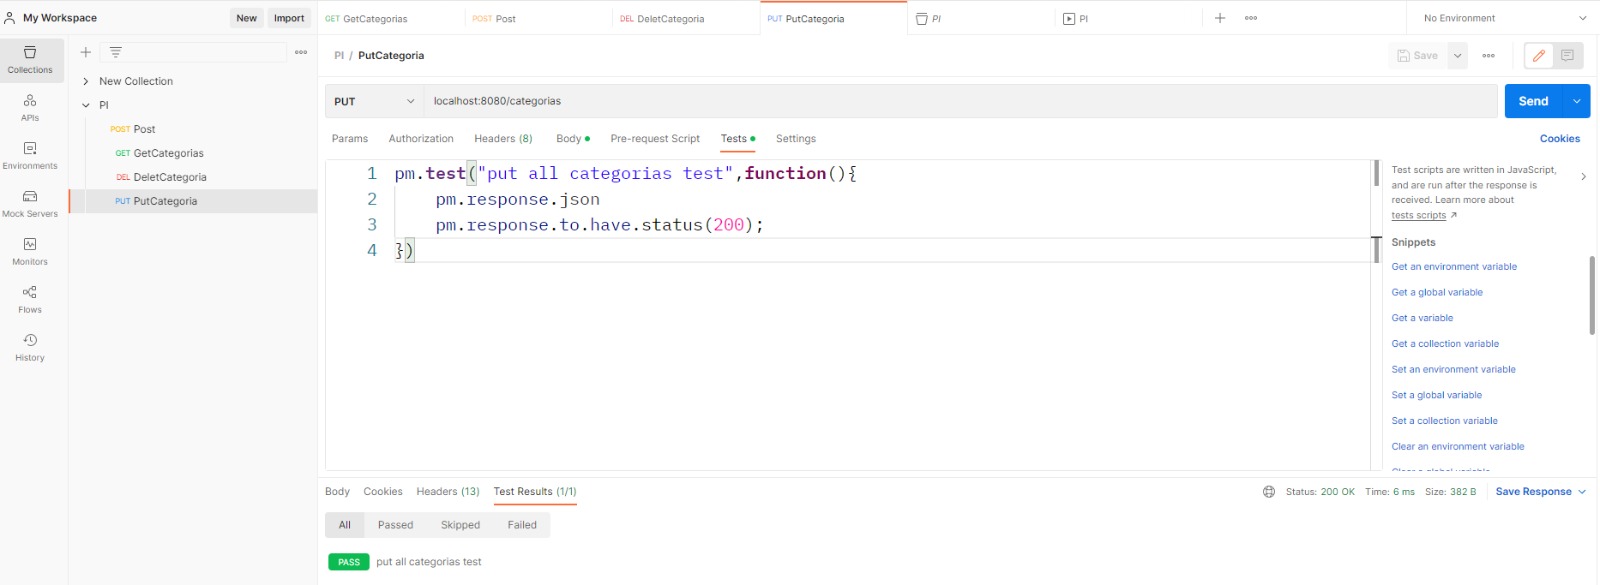 My Workspace
New
Import
GET GetCategorias
POST Post
DEL DeletCategoria
PUT PutCategoria
PI
PI
No Environment
Collections
APIs
Environments
Mock Servers
Monitors
Flows
History
New Collection
PI
POST Post
GET GetCategorias
DEL DeletCategoria
PUT PutCategoria
PI / PutCategoria
Save
PUT
localhost:8080/categorias
Send
Params
Authorization
Headers (8)
Body
Pre-request Script
Tests
Settings
Cookies
1 pm.test("put all categorias test",function(){
2 pm.response.json
3 pm.response.to.have.status(200);
4 })
Test scripts are written in JavaScript,
and are run after the response is
received. Learn more about
tests scripts
Snippets
Get an environment variable
Get a global variable
Get a variable
Get a collection variable
Set an environment variable
Set a global variable
Set a collection variable
Clear an environment variable
Clear a global variable
Body
Cookies
Headers (13)
Test Results (1/1)
Status: 200 OK
Time: 6 ms
Size: 382 B
Save Response
All
Passed
Skipped
Failed
PASS
put all categorias test